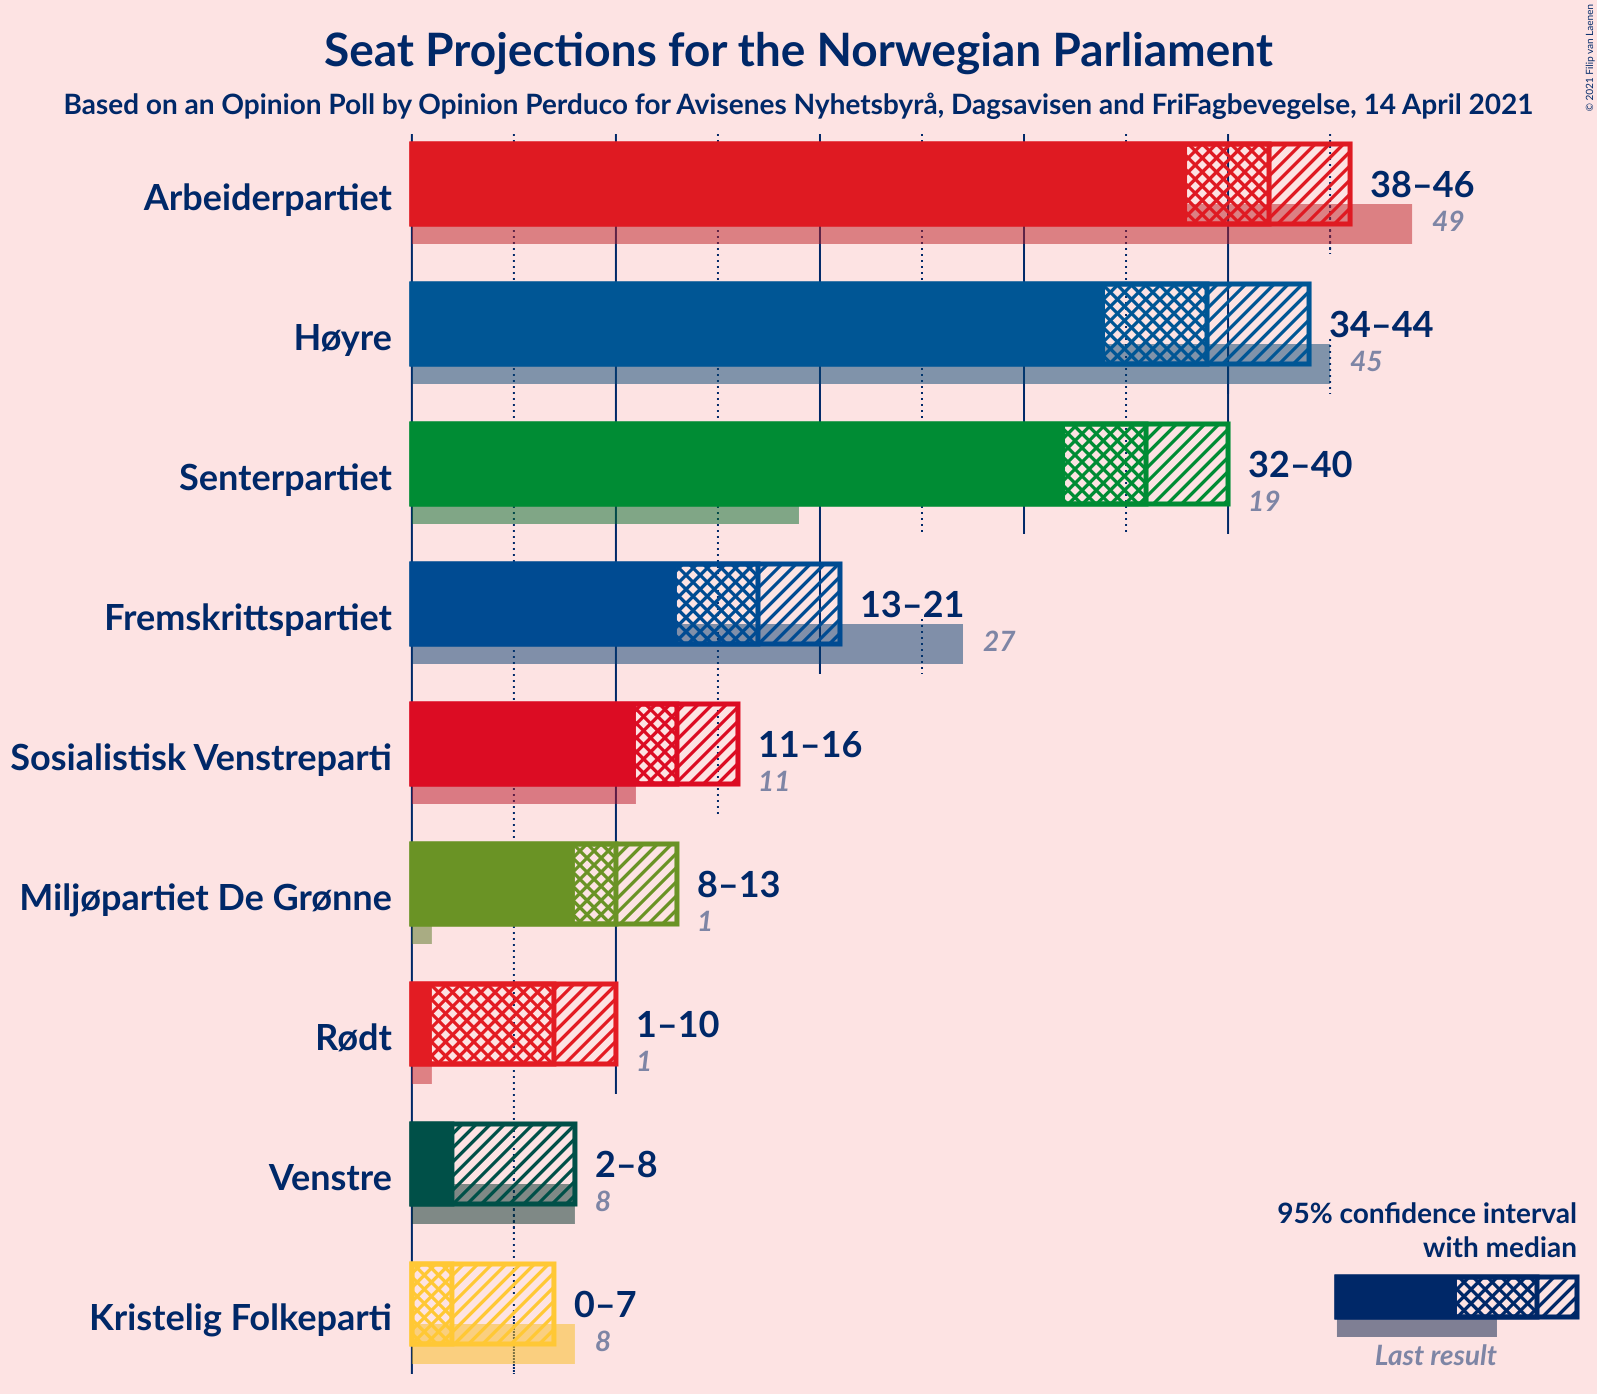 Seat Projections for the Norwegian Parliament
Based on an Opinion Poll by Opinion Perduco for Avisenes Nyhetsbyrå, Dagsavisen and FriFagbevegelse, 14 April 2021
© 2021 Filip van Laenen
Arbeiderpartiet
38–46
49
Høyre
34–44
45
Senterpartiet
32–40
19
Fremskrittspartiet
13–21
27
Sosialistisk Venstreparti
11–16
11
Miljøpartiet De Grønne
8–13
1
Rødt
1–10
1
Venstre
2–8
8
Kristelig Folkeparti
0–7
8
95% confidence interval
with median
Last result